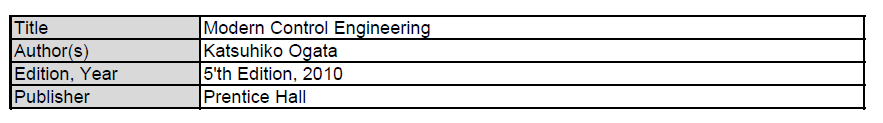 Title Modern Control Engineering
Author(s) Katsuhiko Ogata
Edition, Year 5'th Edition, 2010
Publisher Prentice Hall